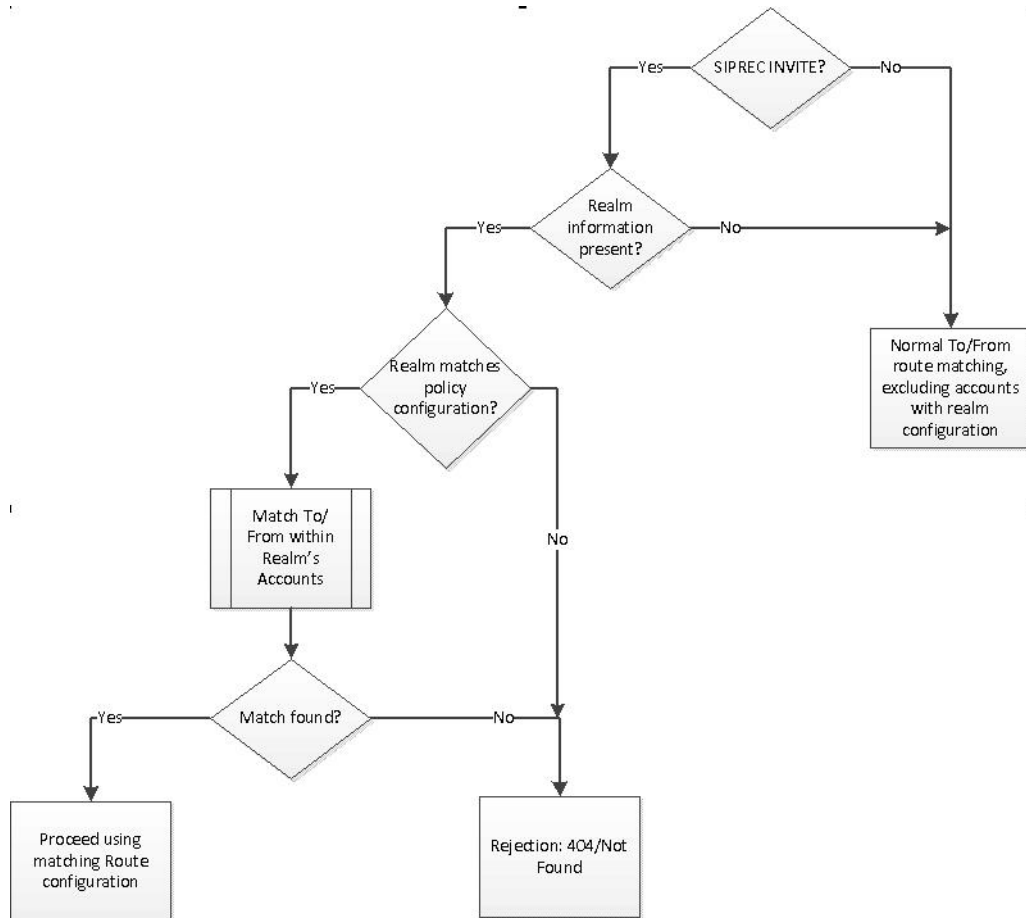 SIPREC INVITE?
Yes
No
Realm
information
present?
Yes
No
Realm matches
policy
configuration?
Yes
No
Normal To/From
route matching,
excluding accounts
with realm
configuration
Match To/
From within
Realm's
Accounts
Match found?
Yes
No
Proceed using
matching Route
configuration
Rejection: 404/Not
Found